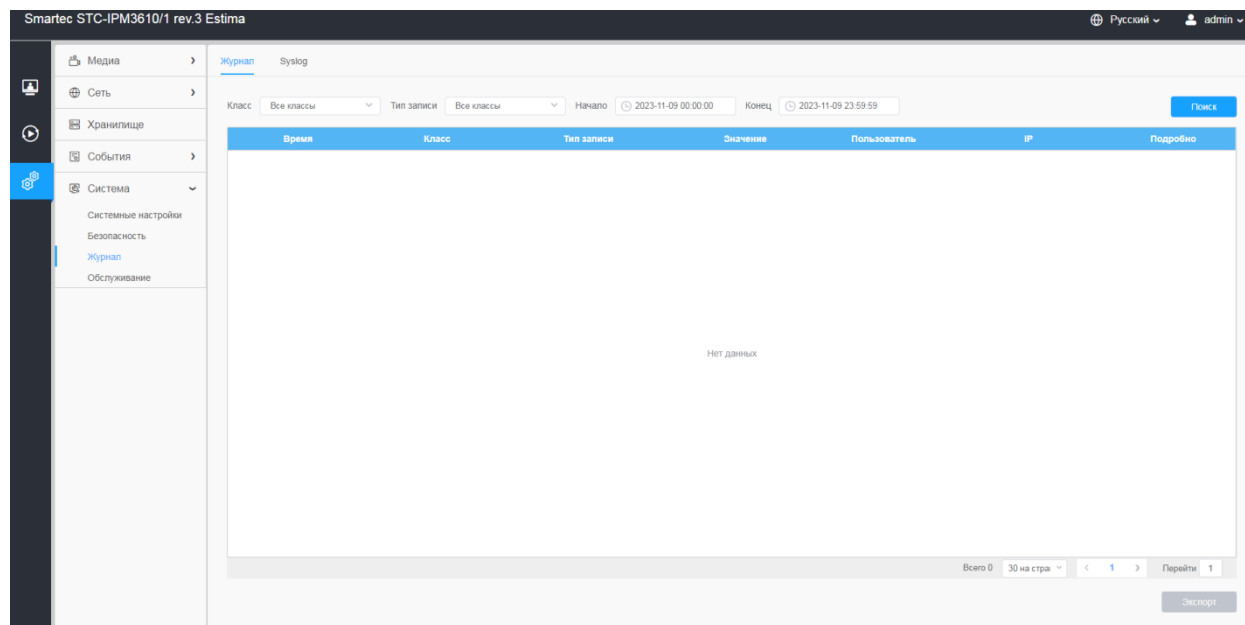 Smartec STC-IPM3610/1 rev.3 Estima
Русский
admin
Медиа
Сеть
Хранилище
События
Система
Системные настройки
Безопасность
Журнал
Обслуживание
Журнал Syslog
Класс Все классы Тип записи Все классы Начало 2023-11-09 00:00:00 Конец 2023-11-09 23:59:59 Поиск
Время Класс Тип записи Значение Пользователь IP Подробно
Нет данных
Всего 0 30 на стра 1 Перейти 1
Экспорт